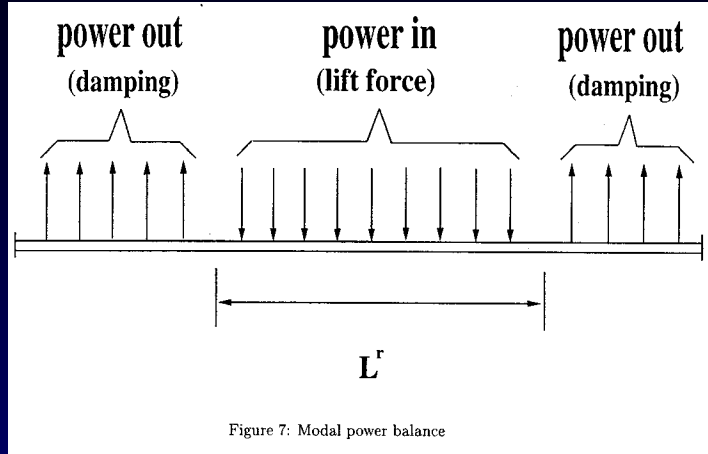 power out
(damping)
power in
(lift force)
power out
(damping)
L^r
Figure 7: Modal power balance